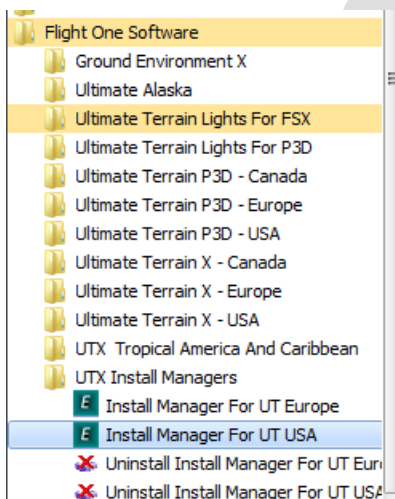 Flight One Software
Ground Environment X
Ultimate Alaska
Ultimate Terrain Lights For FSX
Ultimate Terrain Lights For P3D
Ultimate Terrain P3D - Canada
Ultimate Terrain P3D - Europe
Ultimate Terrain P3D - USA
Ultimate Terrain X - Canada
Ultimate Terrain X - Europe
Ultimate Terrain X - USA
UTX  Tropical America And Caribbean
UTX Install Managers
E Install Manager For UT Europe
E Install Manager For UT USA
Uninstall Install Manager For UT Eur
Uninstall Install Manager For UT USA